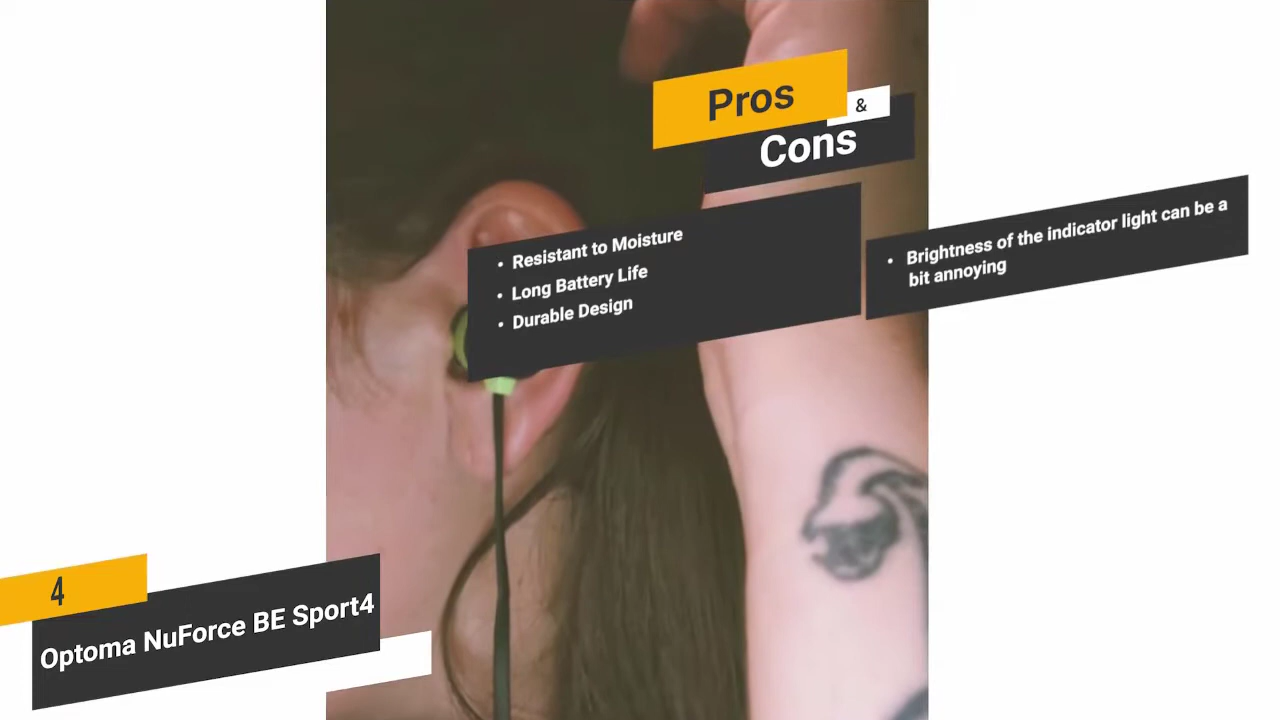 Pros
&
Cons
• Resistant to Moisture
• Long Battery Life
• Durable Design
• Brightness of the indicator light can be a
bit annoying
4
Optoma NuForce BE Sport4